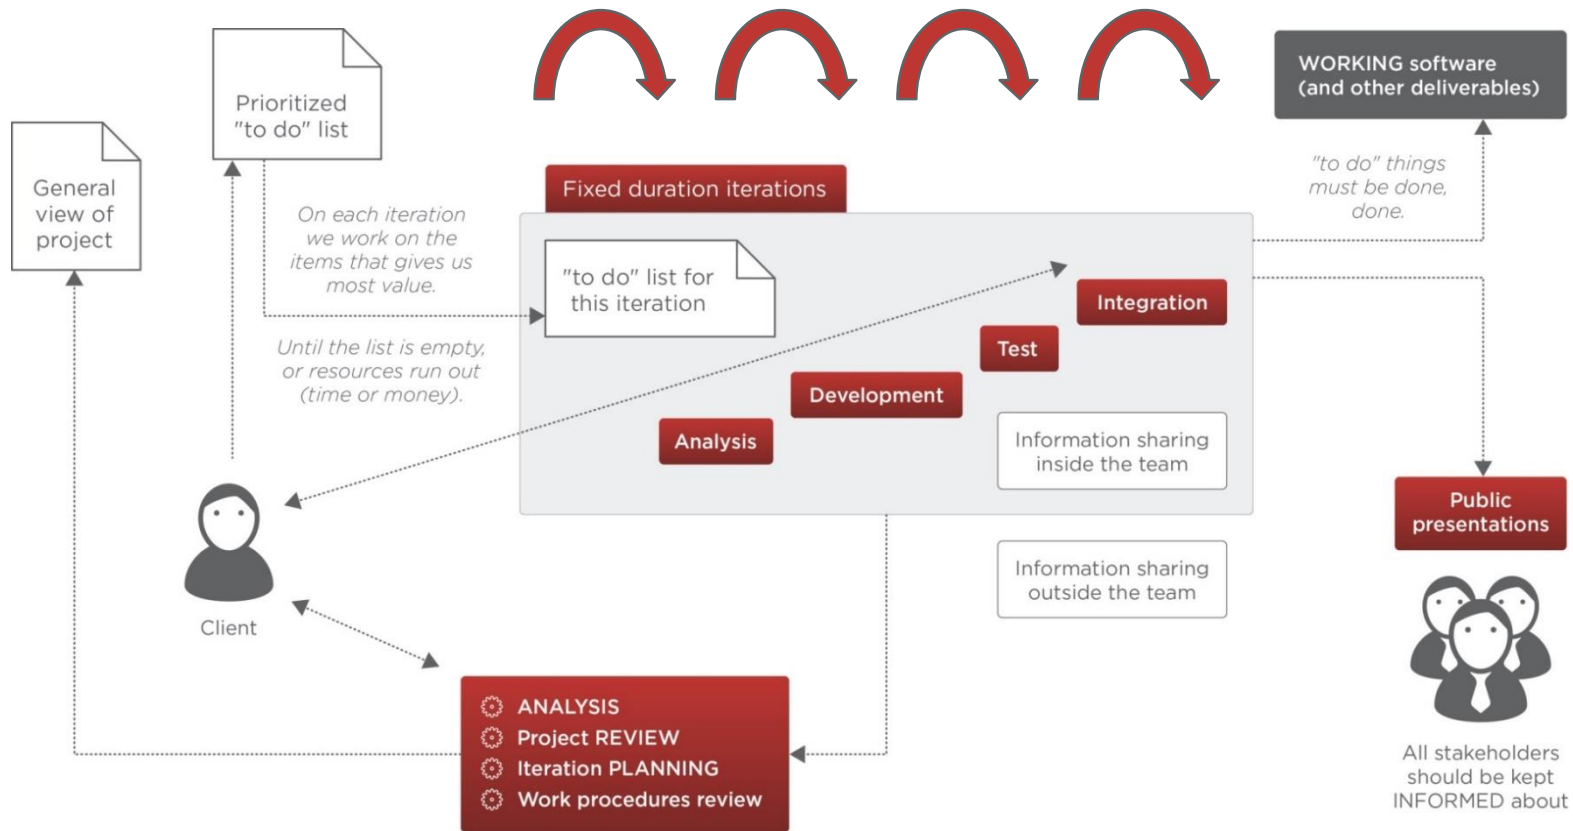 Prioritized
"to do" list
General
view of
project
On each iteration
we work on the
items that gives us
most value.
Until the list is empty,
or resources run out
(time or money).
Client
Fixed duration iterations
"to do" list for
this iteration
Integration
Test
Development
Analysis
Information sharing
inside the team
Information sharing
outside the team
WORKING software
(and other deliverables)
"to do" things
must be done,
done.
Public
presentations
All stakeholders
should be kept
INFORMED about
ANALYSIS
Project REVIEW
Iteration PLANNING
Work procedures review